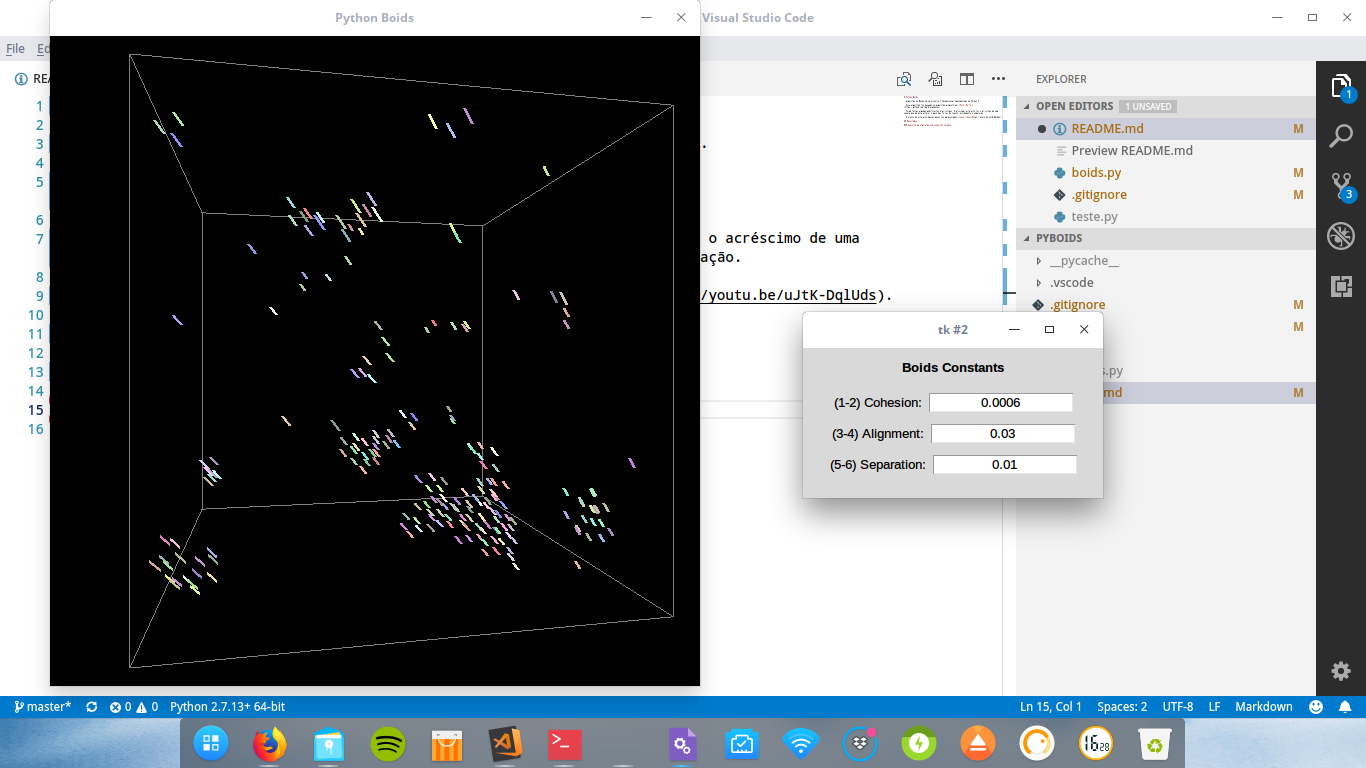 Python Boids
Visual Studio Code
File Ed
REA
EXPLORER
OPEN EDITORS 1 UNSAVED
README.md M
Preview README.md
boids.py M
.gitignore M
teste.py
PYBOIDS
__pycache__
.vscode
.gitignore M
M
s.py
md M
1
2
3 .
4
5
6
7 o acréscimo de uma
ação.
8
9 /youtu.be/uJtK-DqlUds).
10
11
12
13
14
15
16
tk #2
Boids Constants
(1-2) Cohesion: 0.0006
(3-4) Alignment: 0.03
(5-6) Separation: 0.01
1
3
master* 0 0 Python 2.7.13+ 64-bit Ln 15, Col 1 Spaces: 2 UTF-8 LF Markdown
16 28